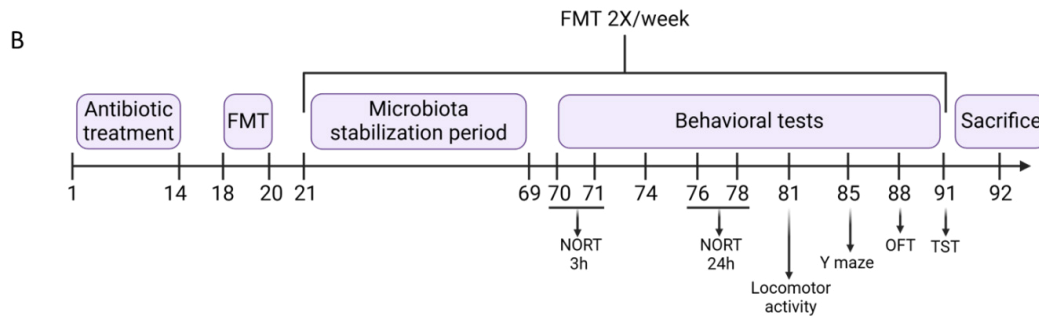 FMT 2X/week
B
Antibiotic
treatment
FMT
Microbiota
stabilization period
Behavioral tests
Sacrifice
1 14 18 20 21 69 70 71 74 76 78 81 85 88 91 92
NORT
3h
NORT
24h
Locomotor
activity
Y maze
OFT
TST